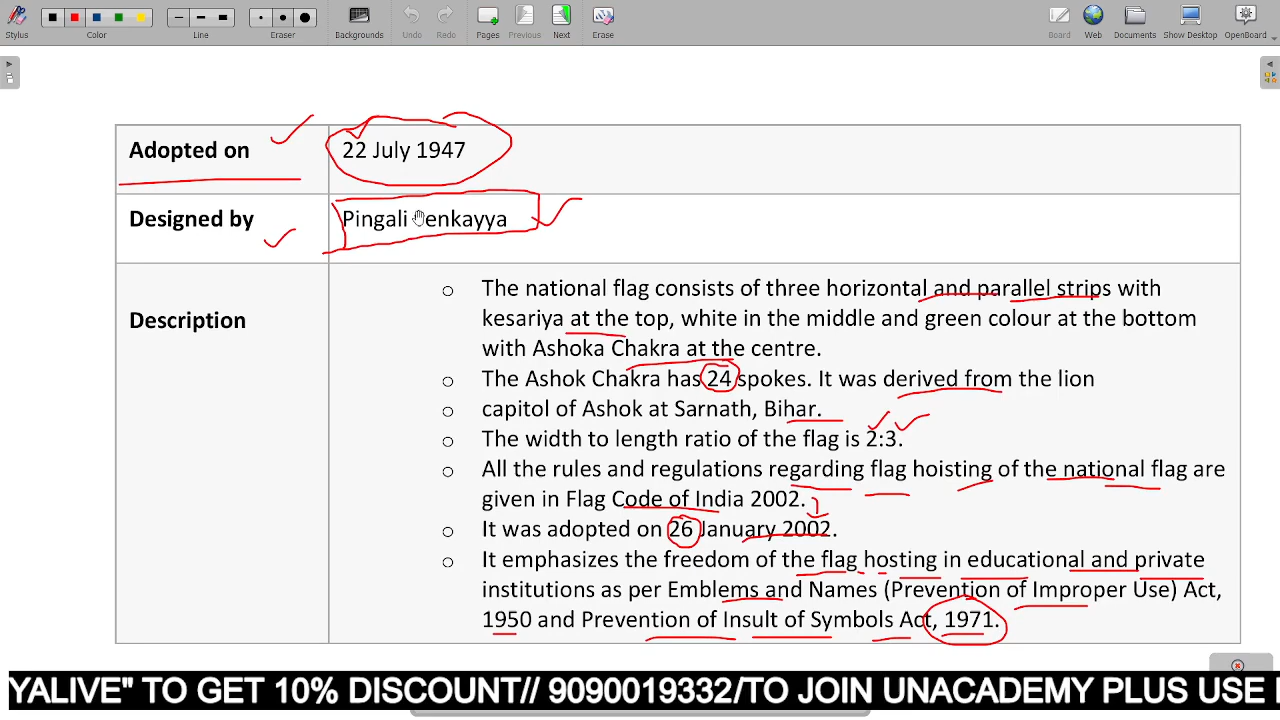 Stylus
Color
Line
Eraser
Backgrounds
Undo
Redo
Pages
Previous
Next
Erase
Board
Web
Documents
Show Desktop
OpenBoard
Adopted on
22 July 1947
Designed by
Pingali enkayya
Description
The national flag consists of three horizontal and parallel strips with
kesariya at the top, white in the middle and green colour at the bottom
with Ashoka Chakra at the centre.
The Ashok Chakra has 24 spokes. It was derived from the lion
capitol of Ashok at Sarnath, Bihar.
The width to length ratio of the flag is 2:3.
All the rules and regulations regarding flag hoisting of the national flag are
given in Flag Code of India 2002.
It was adopted on 26 January 2002.
It emphasizes the freedom of the flag hosting in educational and private
institutions as per Emblems and Names (Prevention of Improper Use) Act,
1950 and Prevention of Insult of Symbols Act, 1971.
YALIVE" TO GET 10% DISCOUNT// 9090019332/TO JOIN UNACADEMY PLUS USE